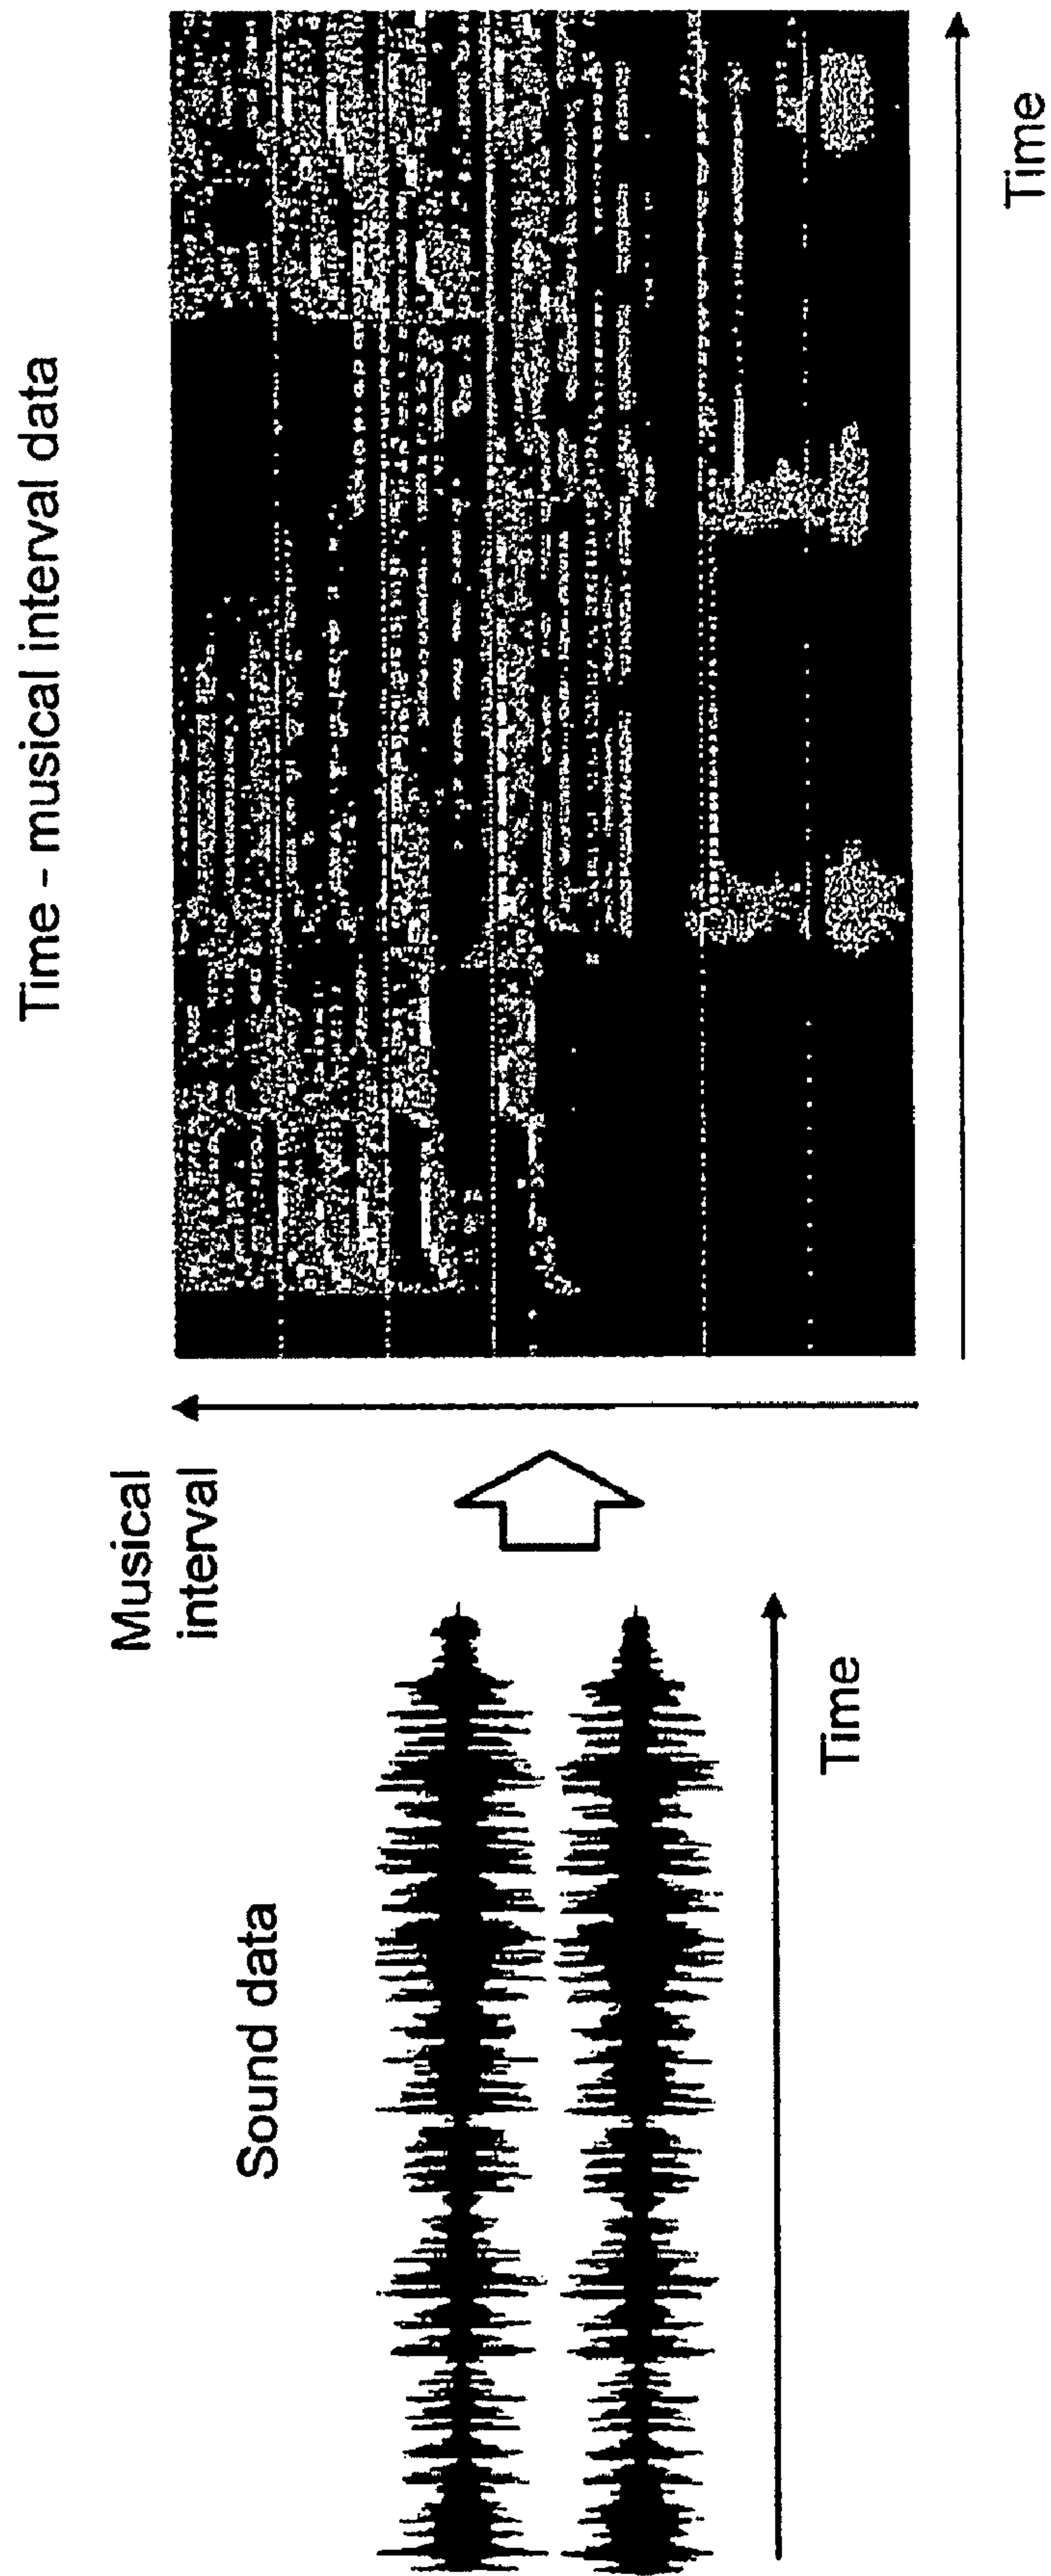 Sound data
Time
Time - musical interval data
Musical
interval
Time